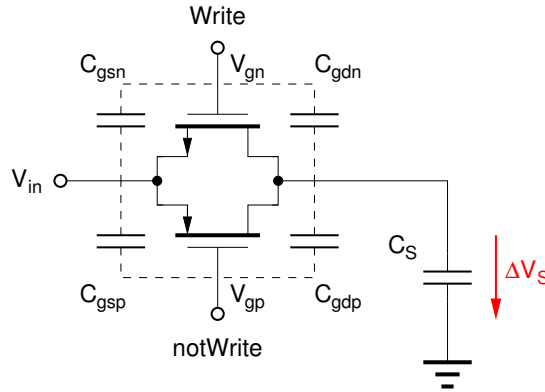 Write
C_gsn V_gn C_gdn
V_in
C_S ΔV_S
C_gsp V_gp C_gdp
notWrite